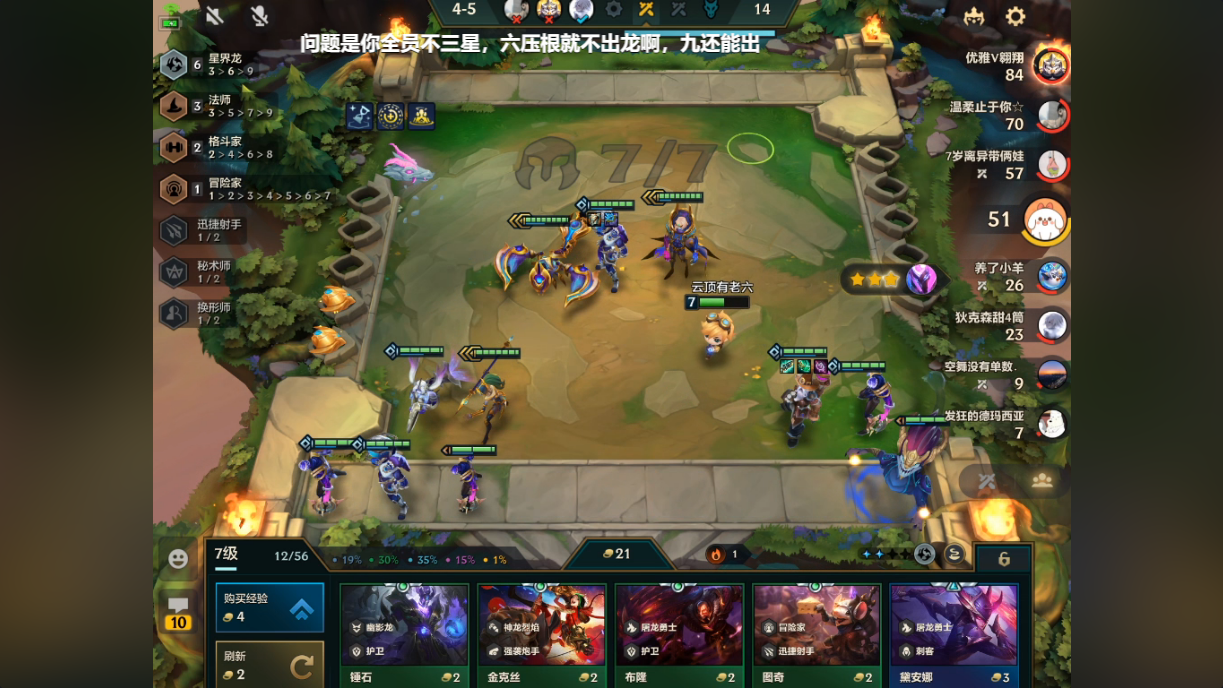 4-5
14
问题是你全员不三星，六压根就不出龙啊，九还能出
6 星界龙
3 > 6 > 9
3 法师
3 > 5 > 7 > 9
2 格斗家
2 > 4 > 6 > 8
1 冒险家
1 > 2 > 3 > 4 > 5 > 6 > 7
迅捷射手
1 / 2
秘术师
1 / 2
换形师
1 / 2
7/7
优雅V翱翔
84
温柔止于你☆
70
7岁离异带俩娃
57
51
养了小羊
26
狄克森甜4筒
23
空舞没有单数.
9
发狂的德玛西亚
7
云顶有老六
7
7级
12/56
19% 30% 35% 15% 1%
21
1
6
10
购买经验
4
刷新
2
幽影龙
护卫
锤石 2
神龙烈焰
强袭炮手
金克丝 2
屠龙勇士
护卫
布隆 2
冒险家
迅捷射手
图奇 2
屠龙勇士
刺客
黛安娜 3